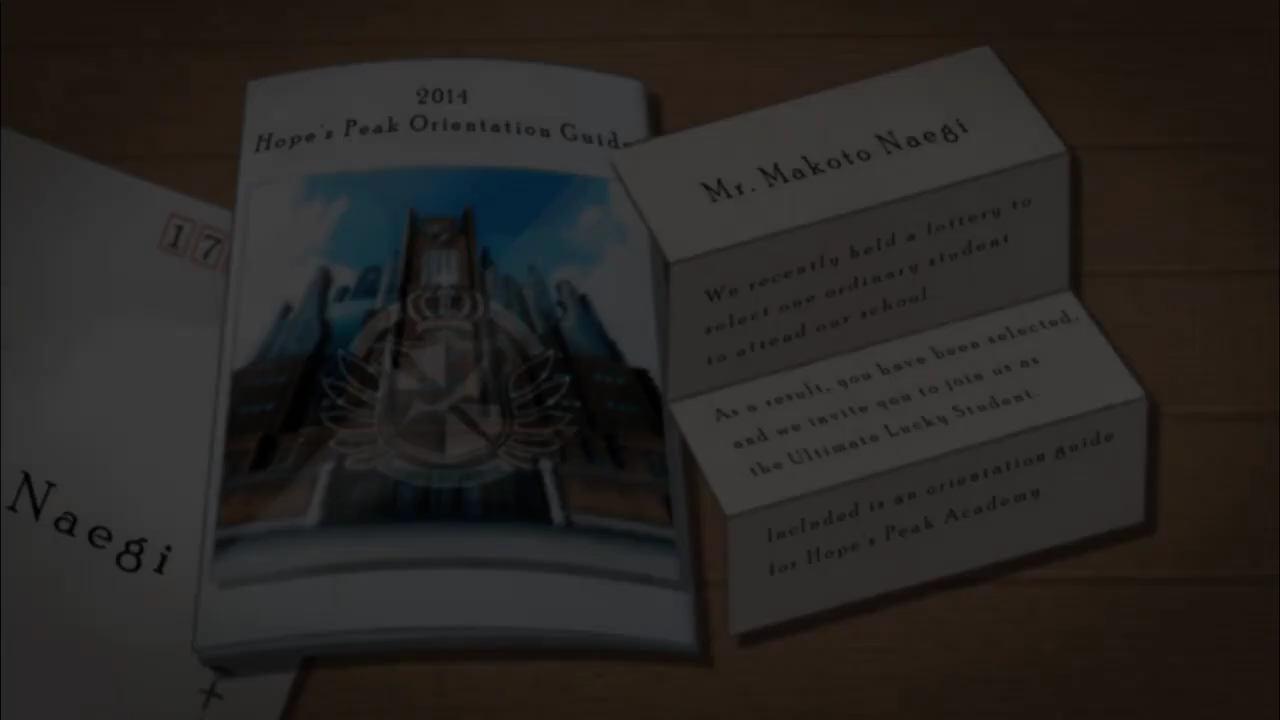 2014
Hope's Peak Orientation Guide
17
Naegi
Mr. Makoto Naegi
We recently held a lottery to
select one ordinary student
to attend our school.
As a result, you have been selected,
and we invite you to join us as
the Ultimate Lucky Student.
Included is an orientation guide
for Hope's Peak Academy